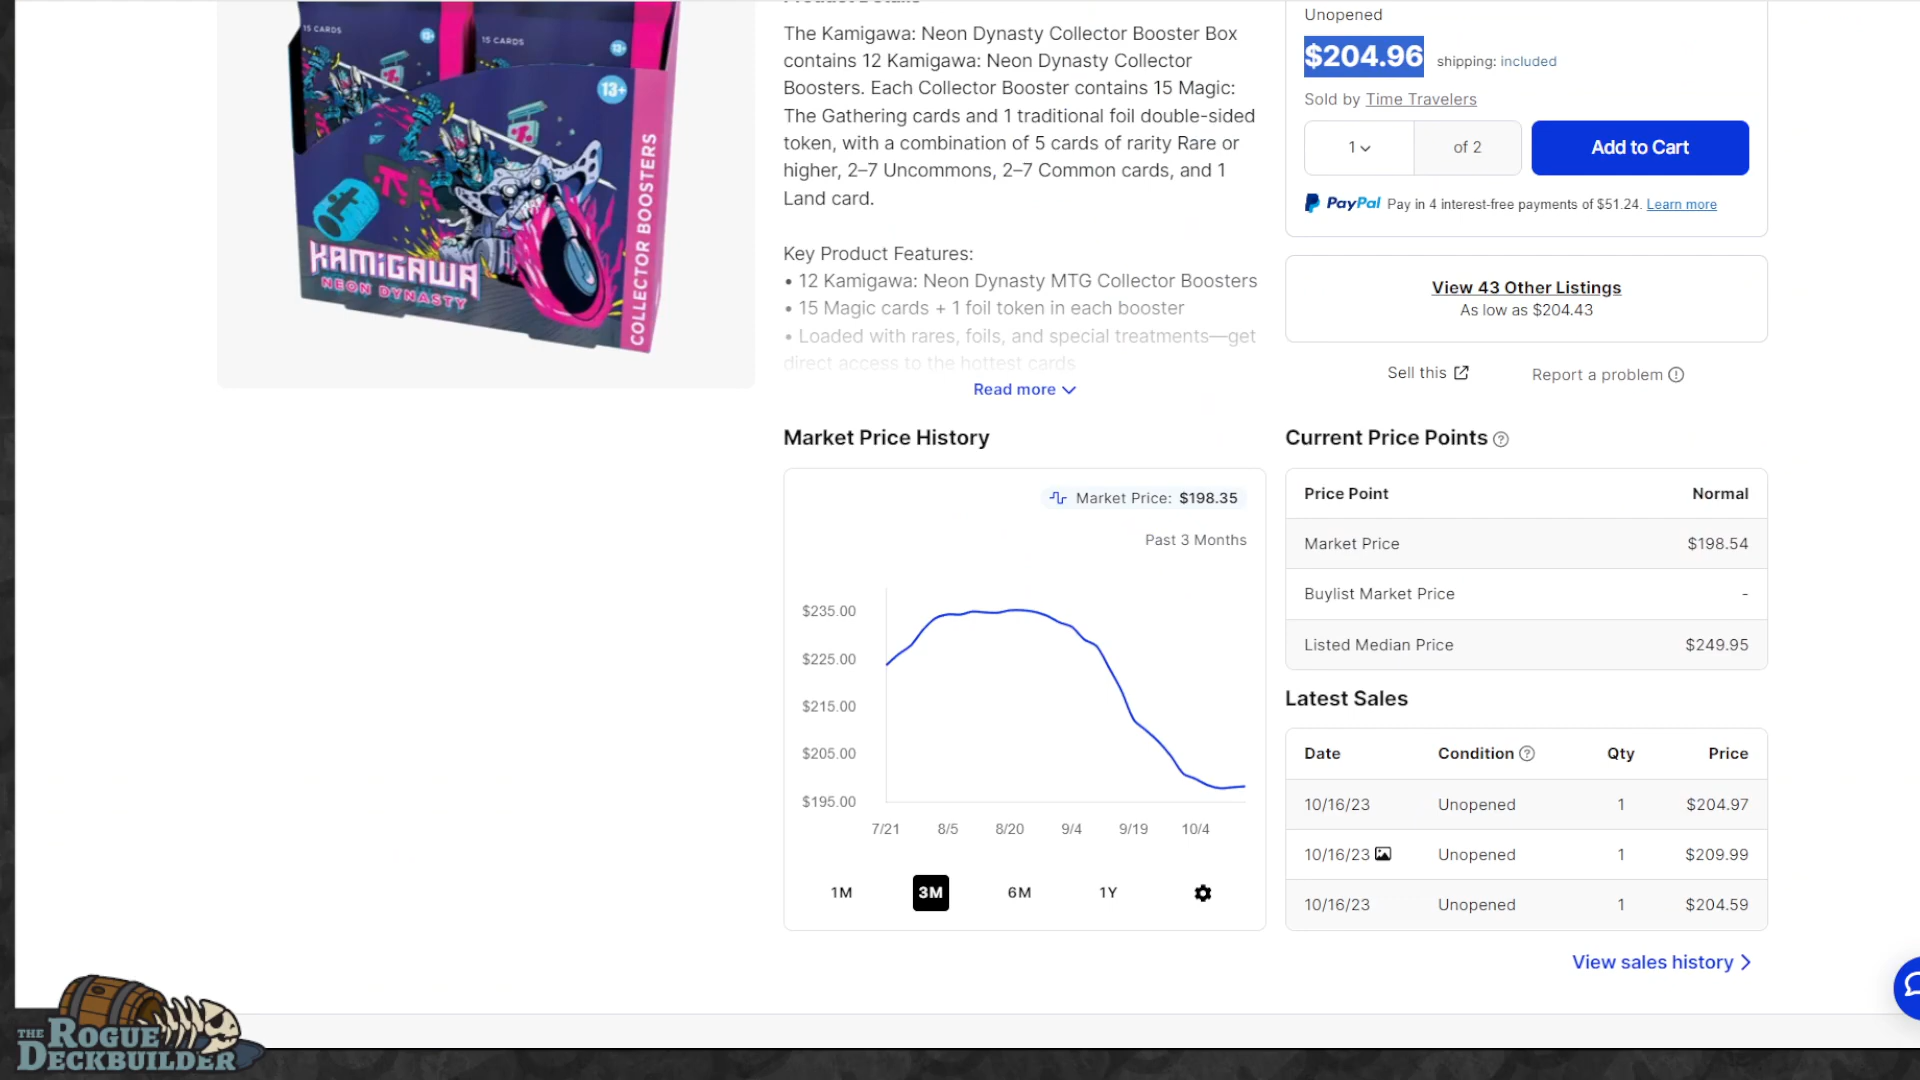 15 CARDS
13+
15 CARDS
13+
13+
KAMIGAWA
NEON DYNASTY
COLLECTOR BOOSTERS
The Kamigawa: Neon Dynasty Collector Booster Box
contains 12 Kamigawa: Neon Dynasty Collector
Boosters. Each Collector Booster contains 15 Magic:
The Gathering cards and 1 traditional foil double-sided
token, with a combination of 5 cards of rarity Rare or
higher, 2–7 Uncommons, 2–7 Common cards, and 1
Land card.
Key Product Features:
• 12 Kamigawa: Neon Dynasty MTG Collector Boosters
• 15 Magic cards + 1 foil token in each booster
• Loaded with rares, foils, and special treatments—get
direct access to the hottest cards
Read more
Unopened
$204.96 shipping: included
Sold by Time Travelers
1 of 2 Add to Cart
PayPal Pay in 4 interest-free payments of $51.24. Learn more
View 43 Other Listings
As low as $204.43
Sell this Report a problem
Market Price History
Market Price: $198.35
Past 3 Months
$235.00
$225.00
$215.00
$205.00
$195.00
7/21 8/5 8/20 9/4 9/19 10/4
1M 3M 6M 1Y
Current Price Points
Price Point Normal
Market Price $198.54
Buylist Market Price -
Listed Median Price $249.95
Latest Sales
Date Condition Qty Price
10/16/23 Unopened 1 $204.97
10/16/23 Unopened 1 $209.99
10/16/23 Unopened 1 $204.59
View sales history
THE ROGUE
DECKBUILDER